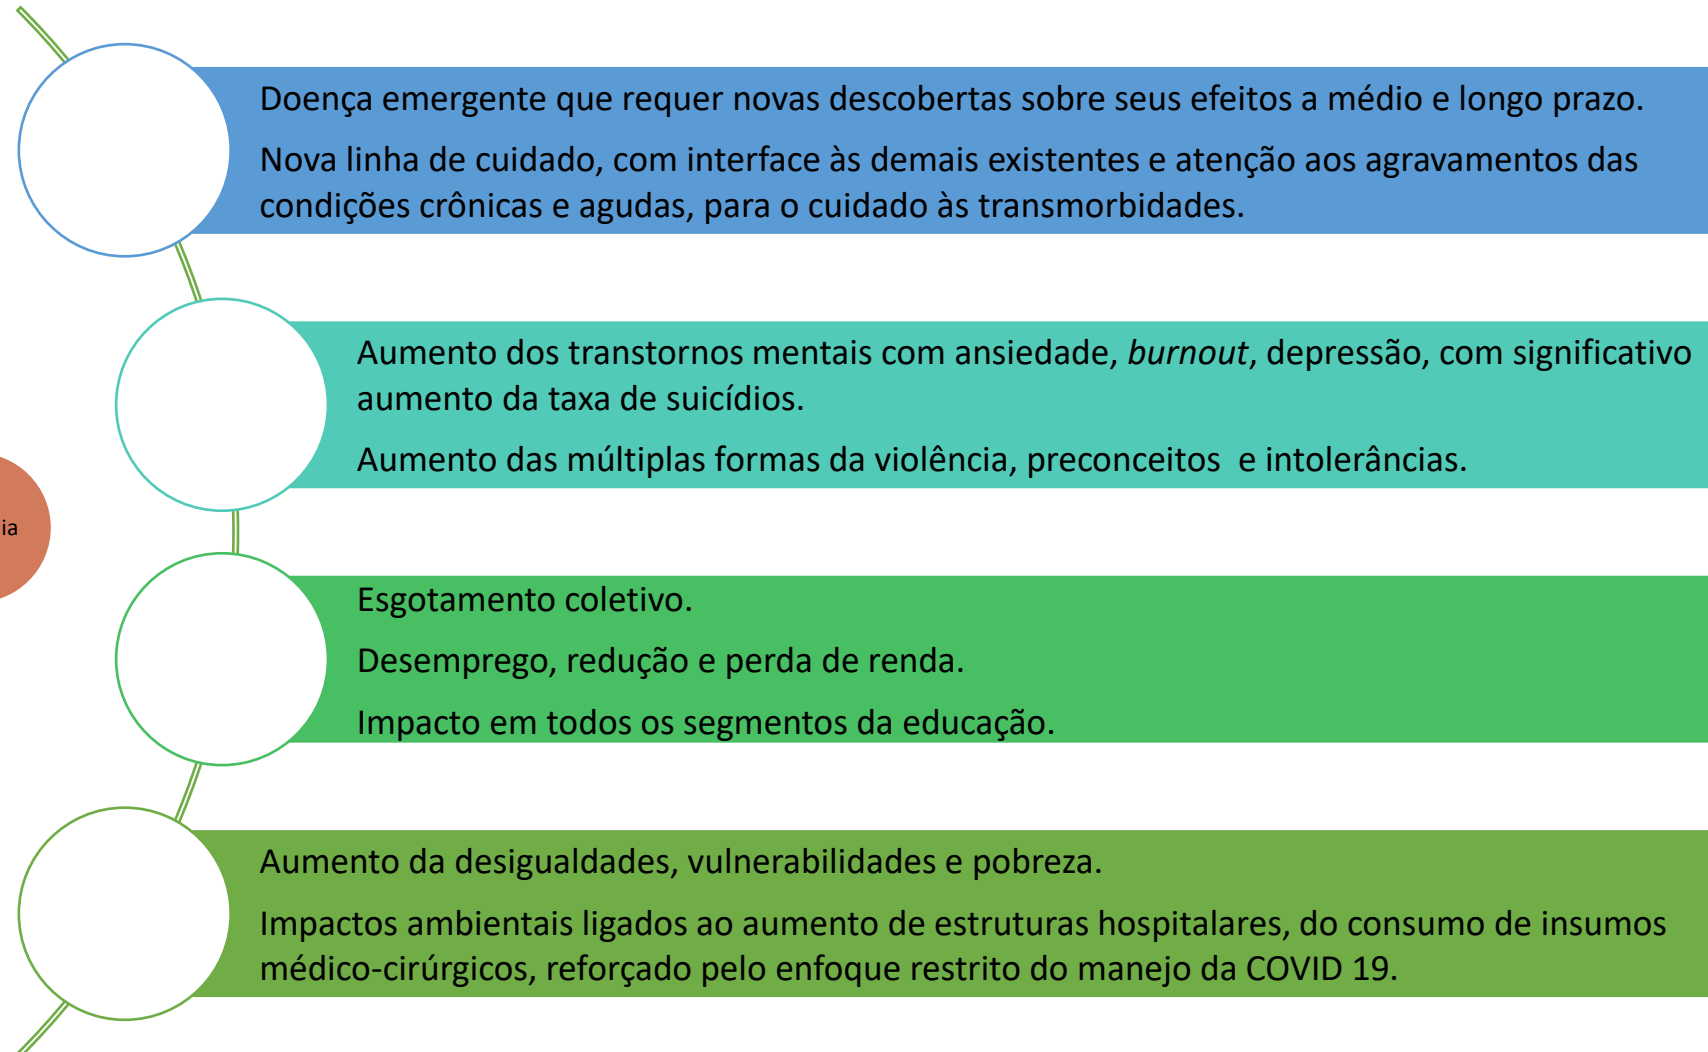 Doença emergente que requer novas descobertas sobre seus efeitos a médio e longo prazo.
Nova linha de cuidado, com interface às demais existentes e atenção aos agravamentos das
condições crônicas e agudas, para o cuidado às transmorbidades.
Aumento dos transtornos mentais com ansiedade, burnout, depressão, com significativo
aumento da taxa de suicídios.
Aumento das múltiplas formas da violência, preconceitos e intolerâncias.
ia
Esgotamento coletivo.
Desemprego, redução e perda de renda.
Impacto em todos os segmentos da educação.
Aumento da desigualdades, vulnerabilidades e pobreza.
Impactos ambientais ligados ao aumento de estruturas hospitalares, do consumo de insumos
médico-cirúrgicos, reforçado pelo enfoque restrito do manejo da COVID 19.